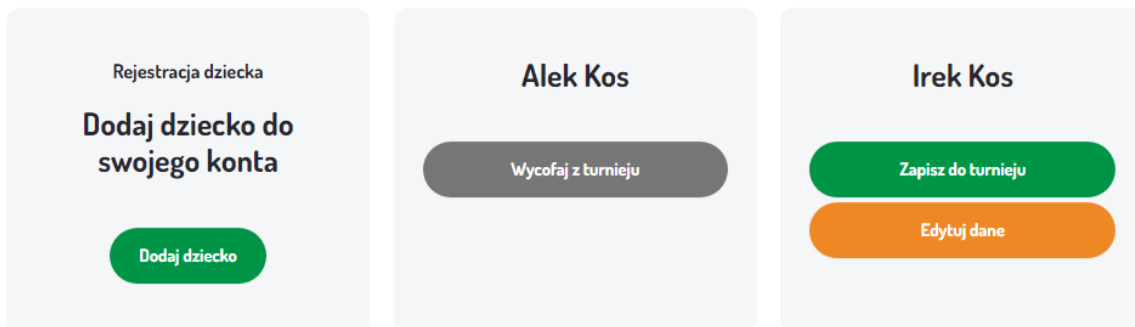 Rejestracja dziecka
Dodaj dziecko do
swojego konta
Dodaj dziecko
Alek Kos
Wycofaj z turnieju
Irek Kos
Zapisz do turnieju
Edytuj dane